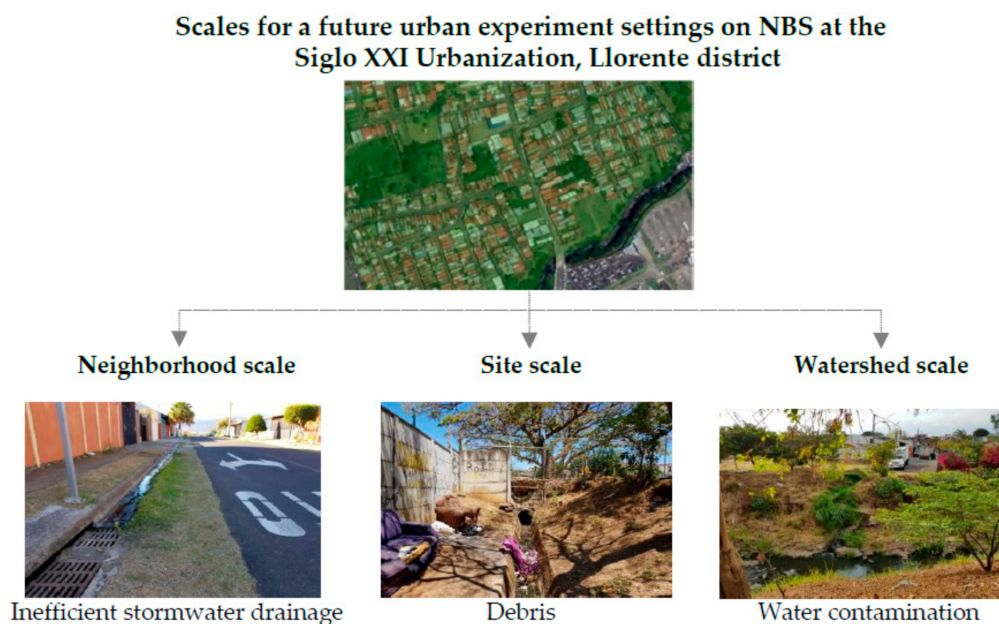 Scales for a future urban experiment settings on NBS at the
Siglo XXI Urbanization, Llorente district
Neighborhood scale
Site scale
Watershed scale
Inefficient stormwater drainage
Debris
Water contamination